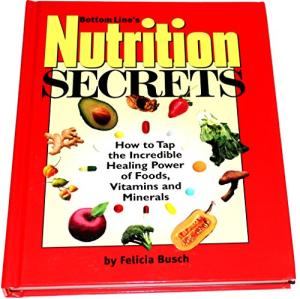 Bottom Line's
Nutrition
SECRETS
How to Tap
the Incredible
Healing Power
of Foods,
Vitamins and
Minerals
by Felicia Busch